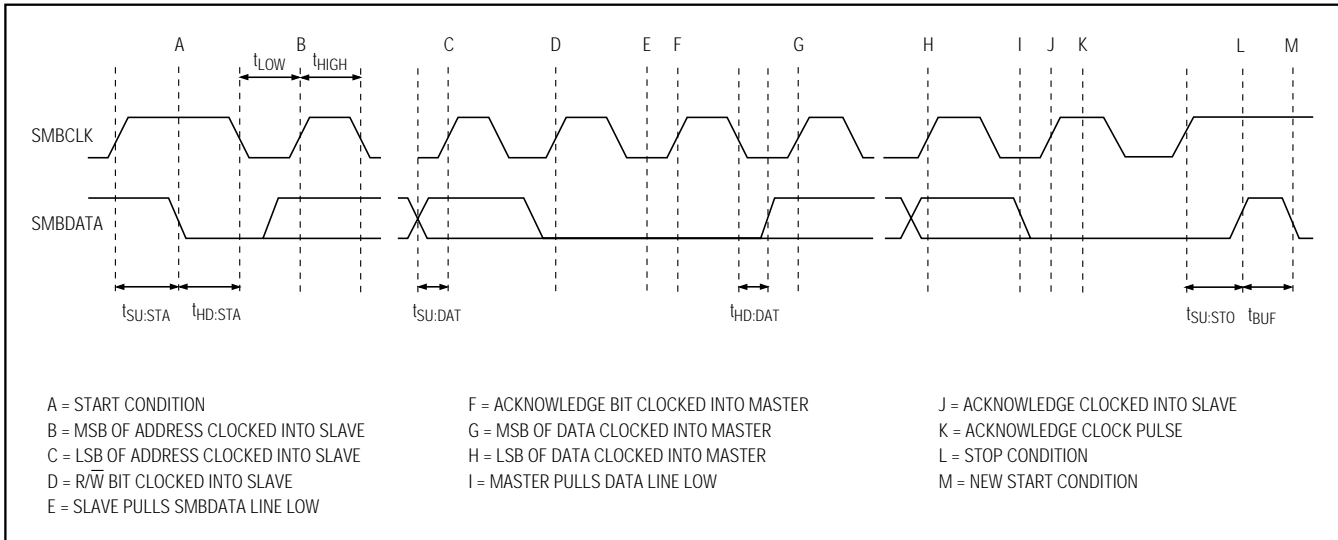 A B C D E F G H I J K L M
tLOW tHIGH
SMBCLK
SMBDATA
tSU:STA tHD:STA tSU:DAT tHD:DAT tSU:STO tBUF
A = START CONDITION
B = MSB OF ADDRESS CLOCKED INTO SLAVE
C = LSB OF ADDRESS CLOCKED INTO SLAVE
D = R/W̅ BIT CLOCKED INTO SLAVE
E = SLAVE PULLS SMBDATA LINE LOW
F = ACKNOWLEDGE BIT CLOCKED INTO MASTER
G = MSB OF DATA CLOCKED INTO MASTER
H = LSB OF DATA CLOCKED INTO MASTER
I = MASTER PULLS DATA LINE LOW
J = ACKNOWLEDGE CLOCKED INTO SLAVE
K = ACKNOWLEDGE CLOCK PULSE
L = STOP CONDITION
M = NEW START CONDITION